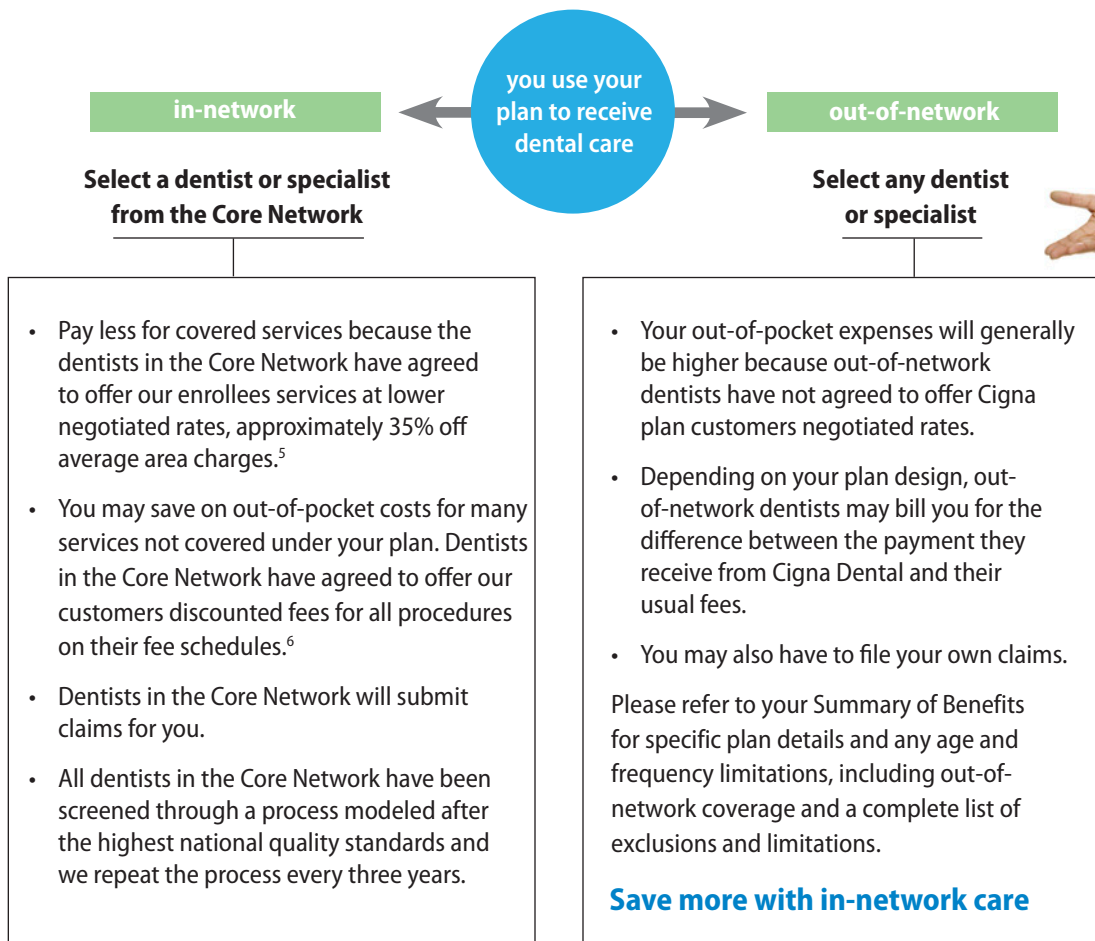 you use your
plan to receive
dental care
in-network
Select a dentist or specialist
from the Core Network
• Pay less for covered services because the
dentists in the Core Network have agreed
to offer our enrollees services at lower
negotiated rates, approximately 35% off
average area charges.⁵
• You may save on out-of-pocket costs for many
services not covered under your plan. Dentists
in the Core Network have agreed to offer our
customers discounted fees for all procedures
on their fee schedules.⁶
• Dentists in the Core Network will submit
claims for you.
• All dentists in the Core Network have been
screened through a process modeled after
the highest national quality standards and
we repeat the process every three years.
out-of-network
Select any dentist
or specialist
• Your out-of-pocket expenses will generally
be higher because out-of-network
dentists have not agreed to offer Cigna
plan customers negotiated rates.
• Depending on your plan design, out-
of-network dentists may bill you for the
difference between the payment they
receive from Cigna Dental and their
usual fees.
• You may also have to file your own claims.
Please refer to your Summary of Benefits
for specific plan details and any age and
frequency limitations, including out-of-
network coverage and a complete list of
exclusions and limitations.
Save more with in-network care